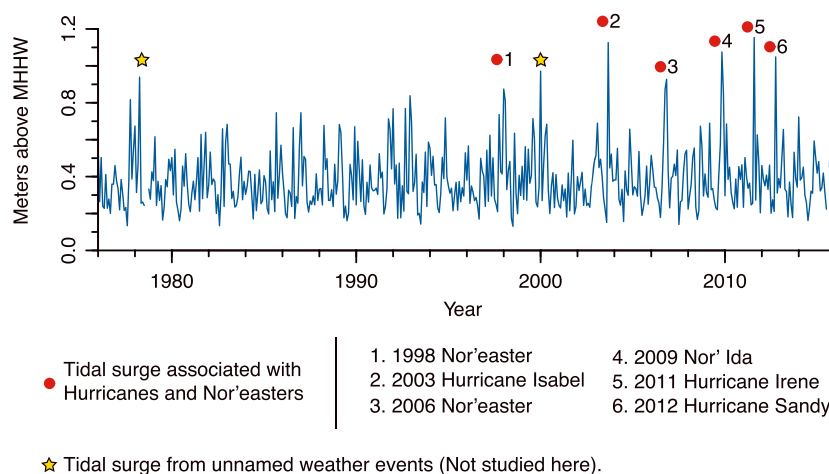 1.2
0.8
0.4
0.0
Meters above MHHW
1
2
3
4
5
6
1980
1990
2000
2010
Year
Tidal surge associated with
Hurricanes and Nor'easters
1. 1998 Nor'easter
2. 2003 Hurricane Isabel
3. 2006 Nor'easter
4. 2009 Nor' Ida
5. 2011 Hurricane Irene
6. 2012 Hurricane Sandy
Tidal surge from unnamed weather events (Not studied here).